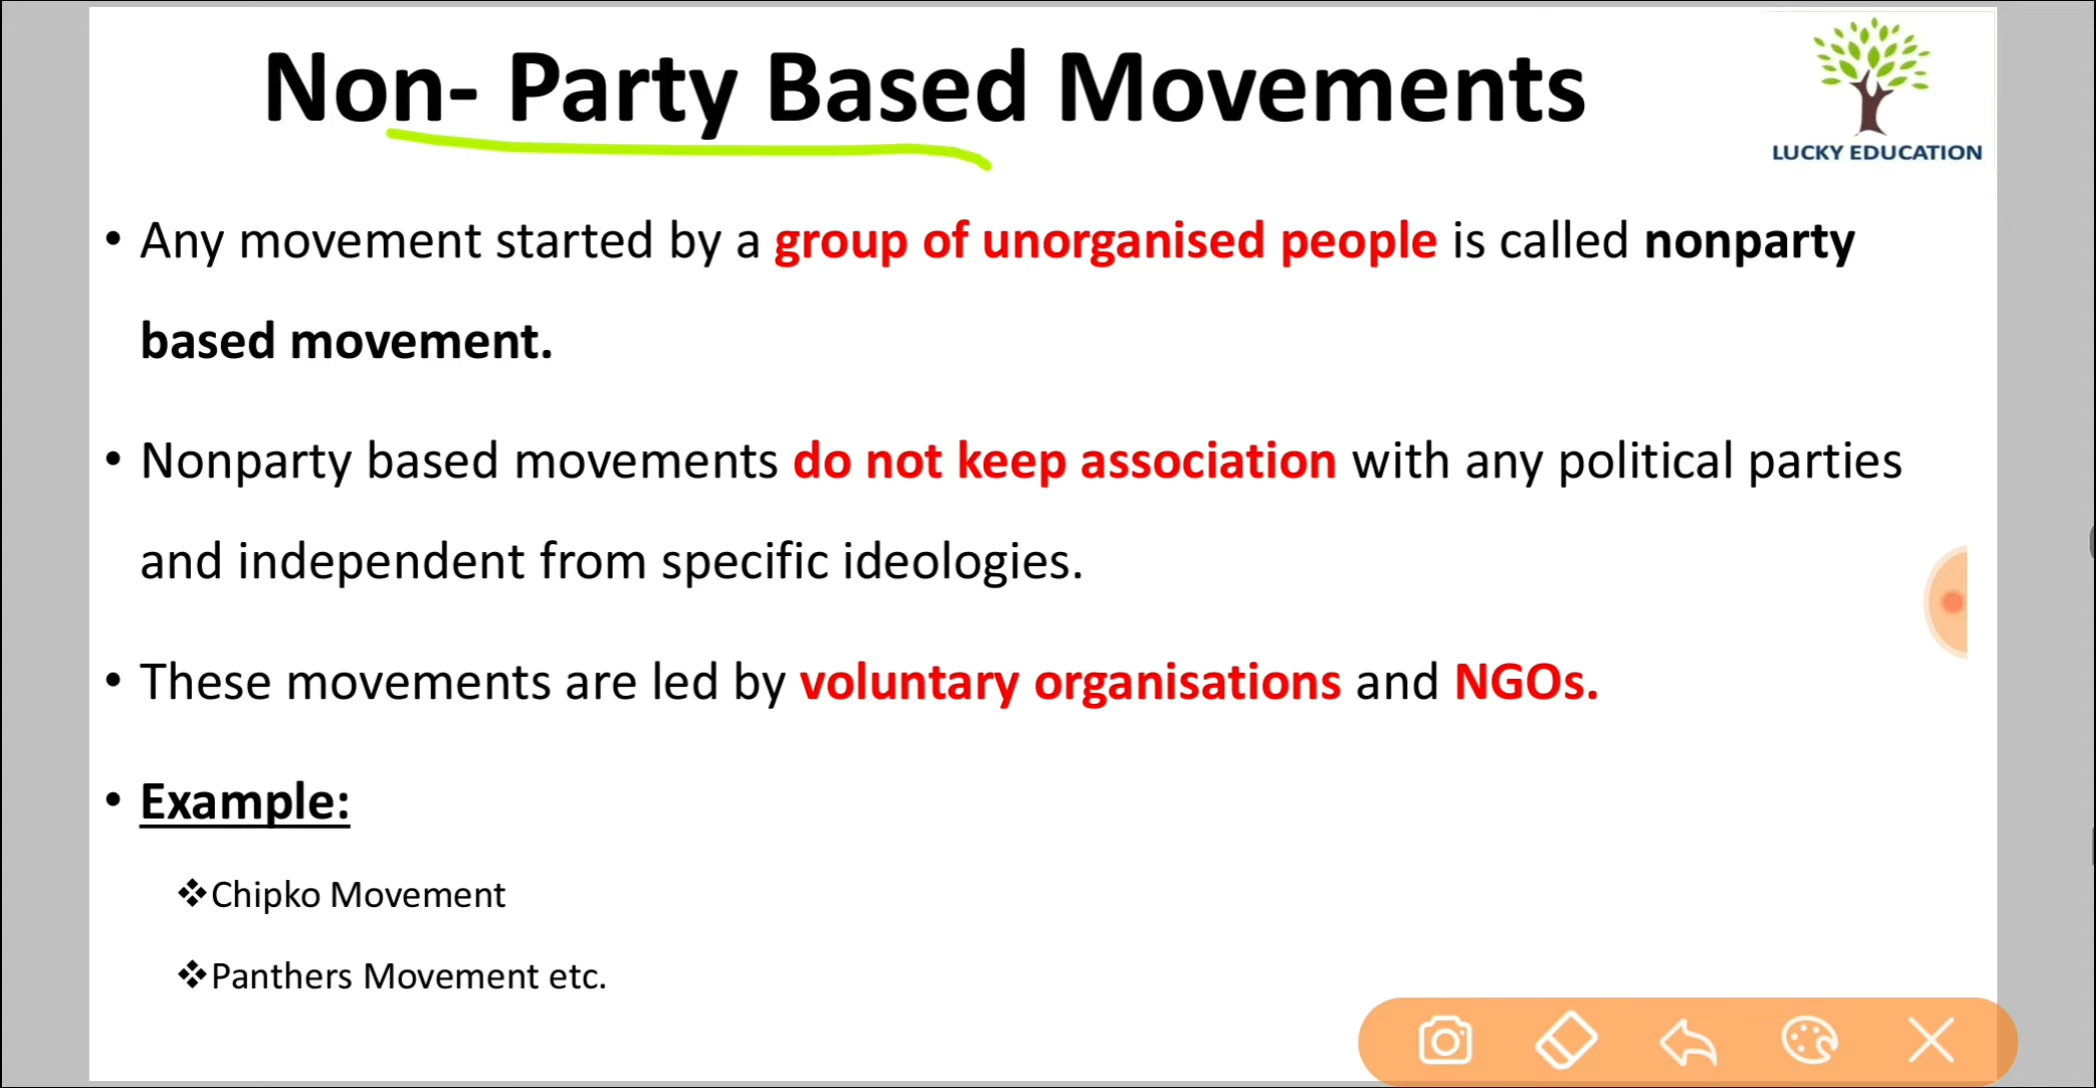 Non- Party Based Movements
LUCKY EDUCATION
• Any movement started by a group of unorganised people is called nonparty
based movement.
• Nonparty based movements do not keep association with any political parties
and independent from specific ideologies.
• These movements are led by voluntary organisations and NGOs.
• Example:
❖Chipko Movement
❖Panthers Movement etc.